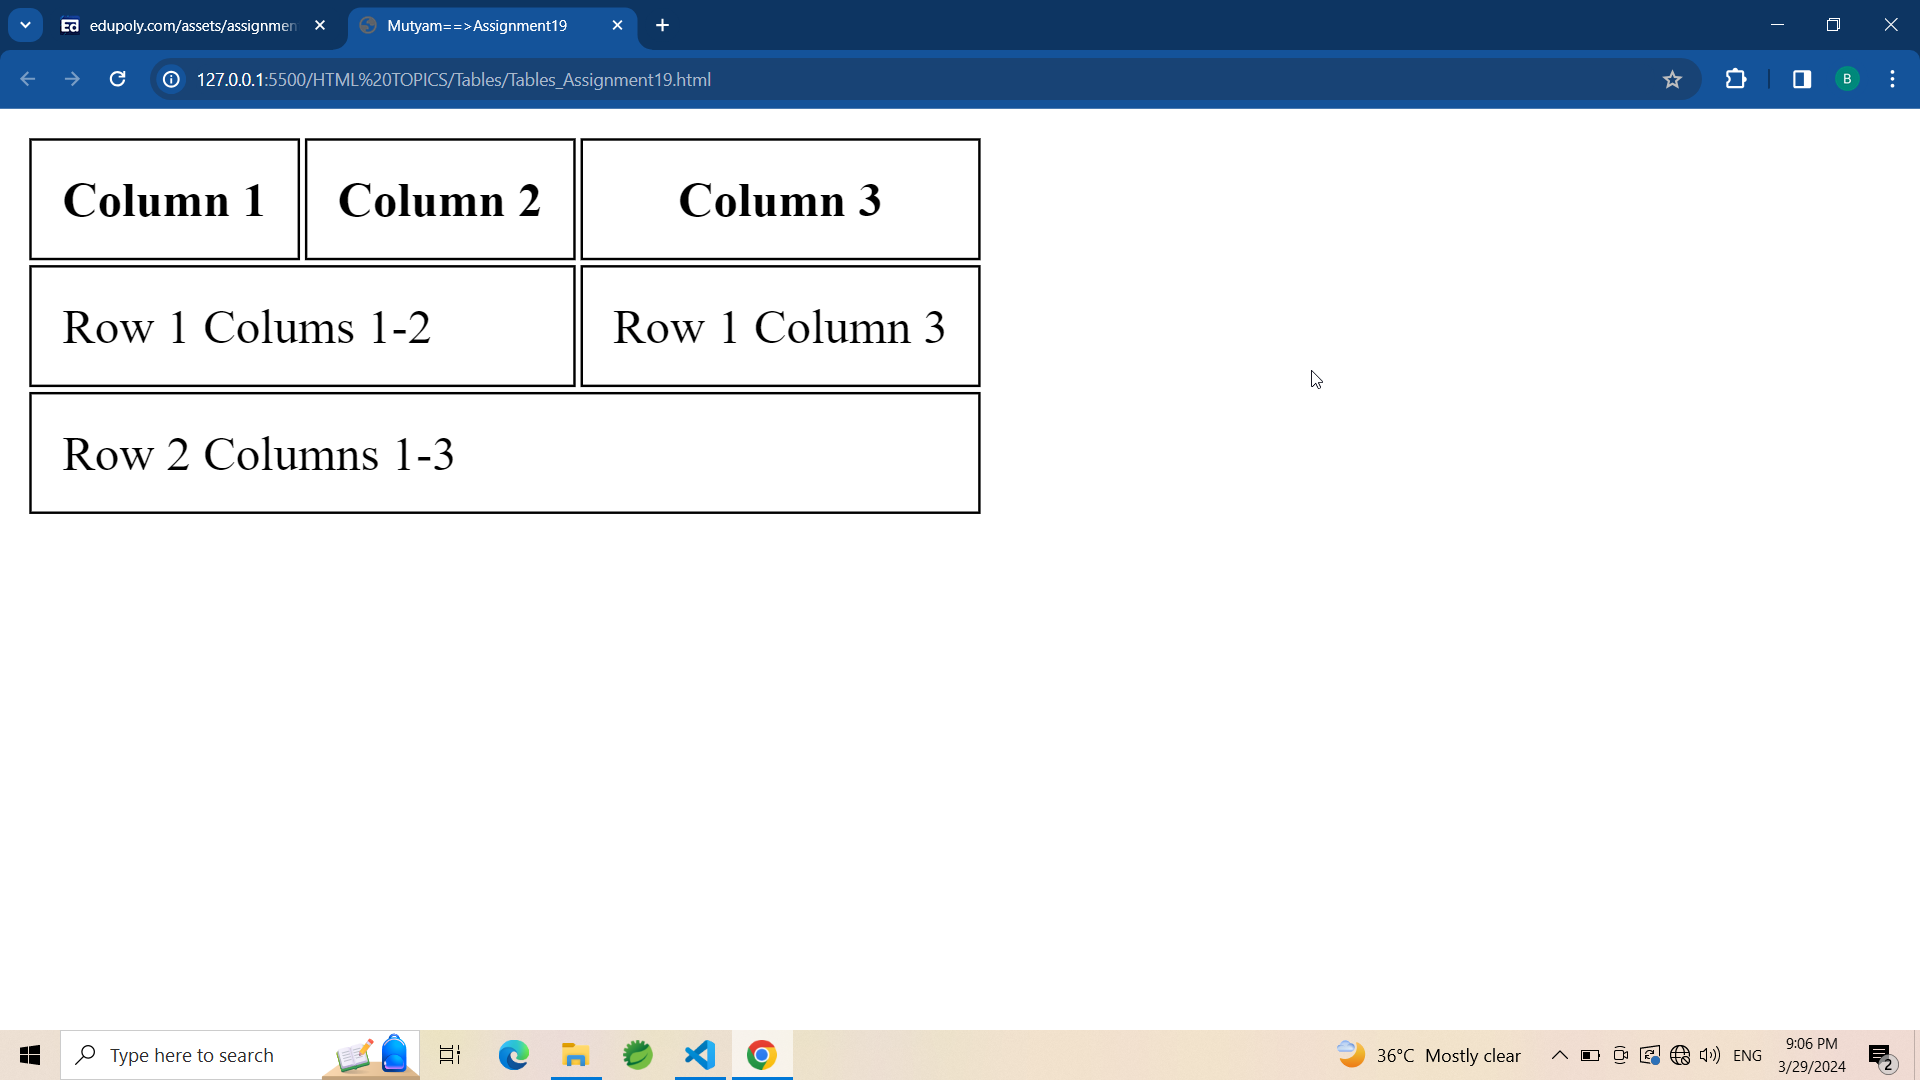 Ed edupoly.com/assets/assignmen
Mutyam==>Assignment19
127.0.0.1:5500/HTML%20TOPICS/Tables/Tables_Assignment19.html
B
Column 1 Column 2 Column 3
Row 1 Colums 1-2 Row 1 Column 3
Row 2 Columns 1-3
Type here to search
36°C Mostly clear
ENG
9:06 PM
3/29/2024
2